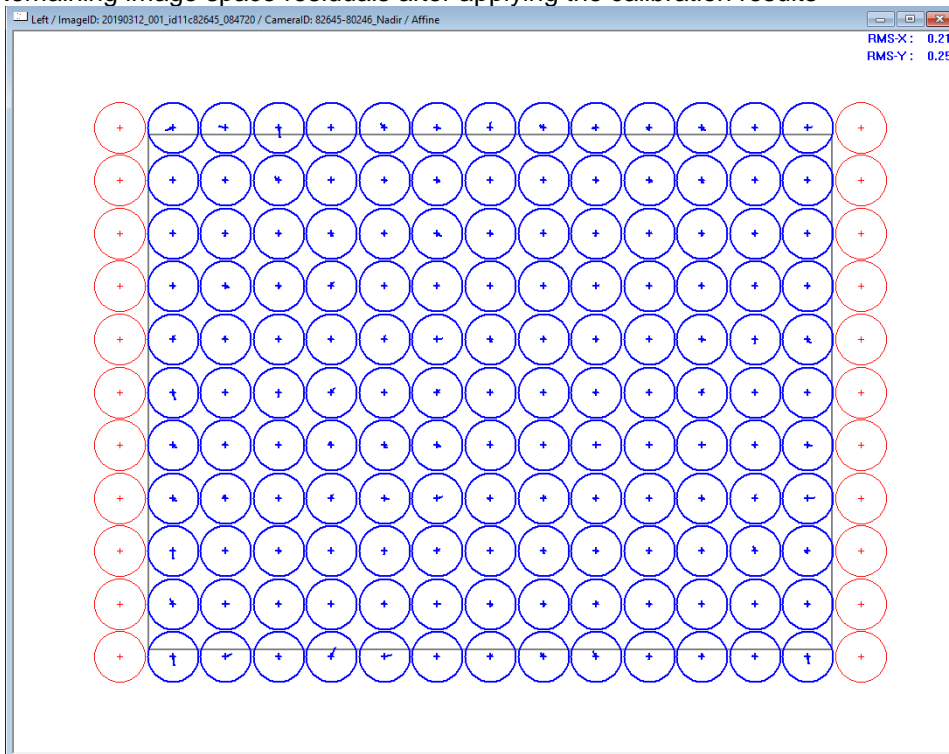 emaining image space residuals after applying the calibration results
Left / ImageID: 20190312_001_id11c82645_084720 / CameraID: 82645-80246_Nadir / Affine
RMS-X : 0.21
RMS-Y : 0.25